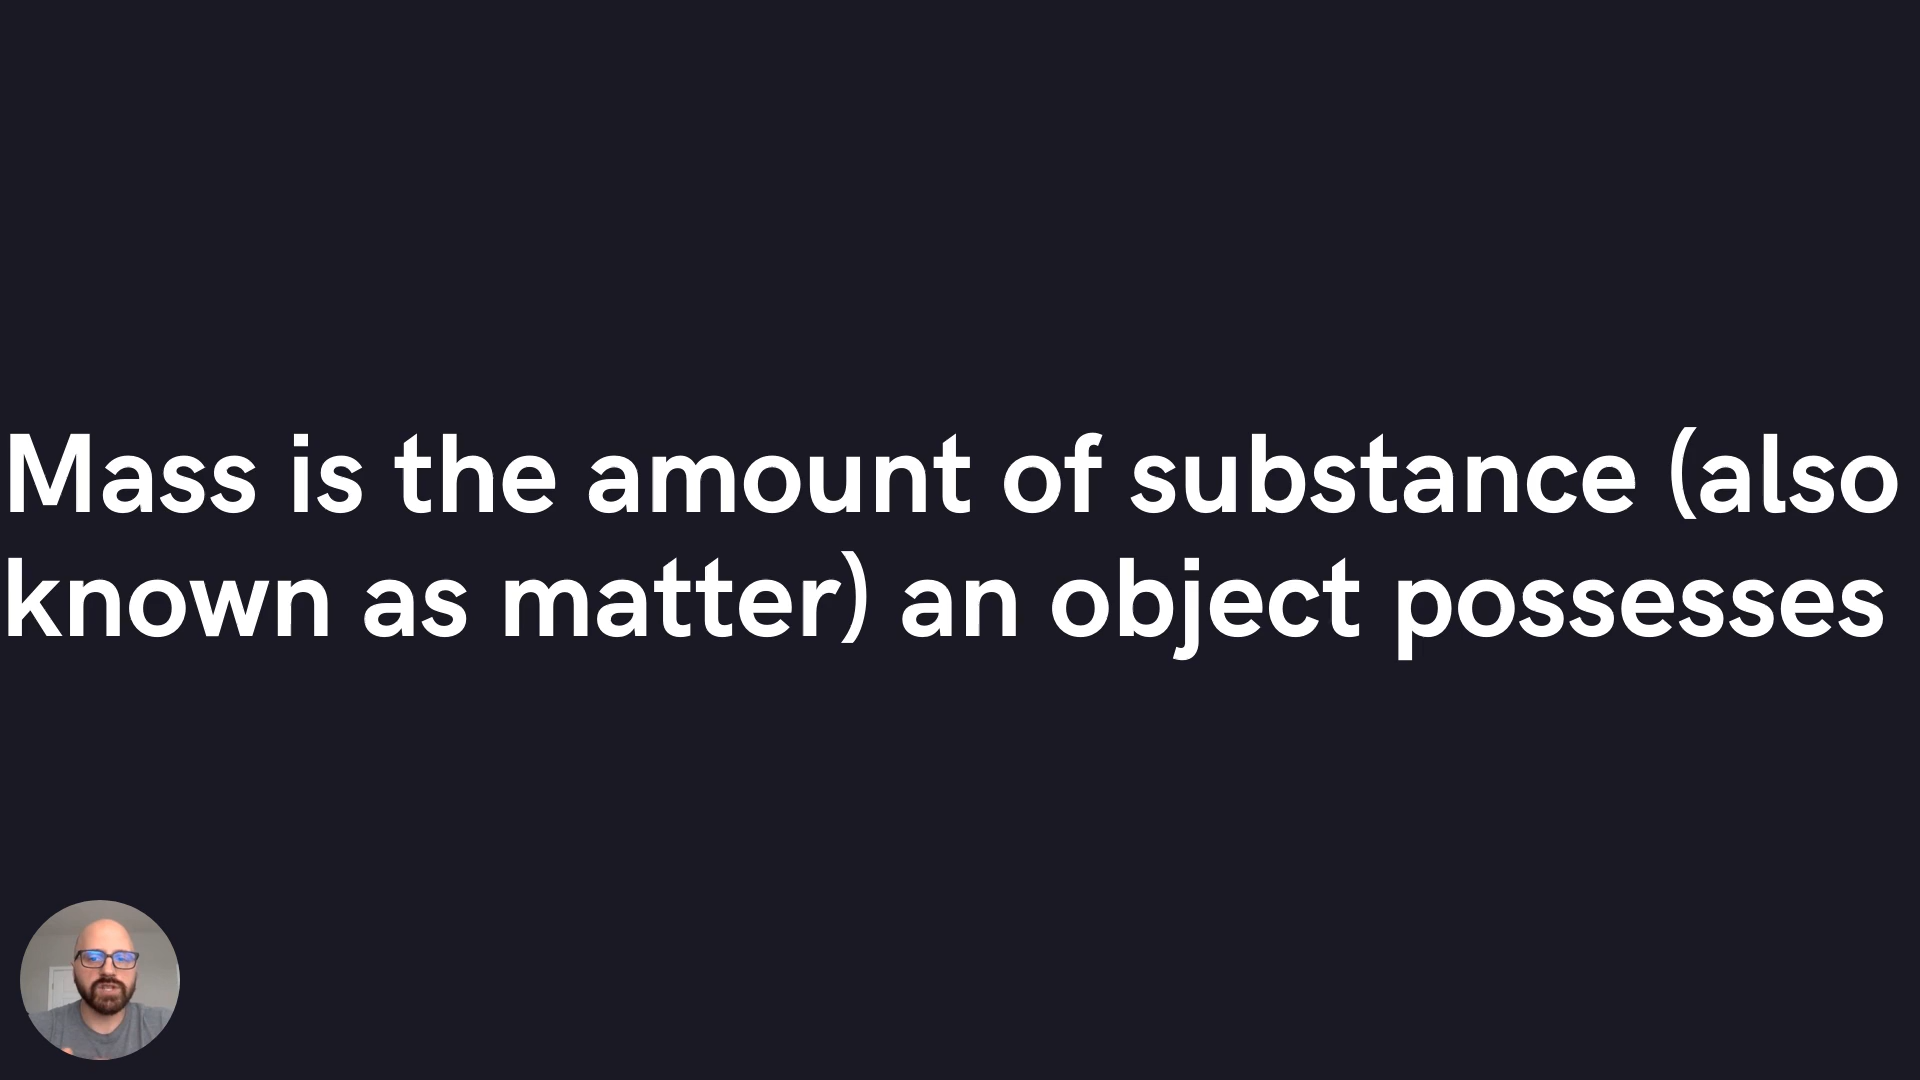 Mass is the amount of substance (also
known as matter) an object possesses